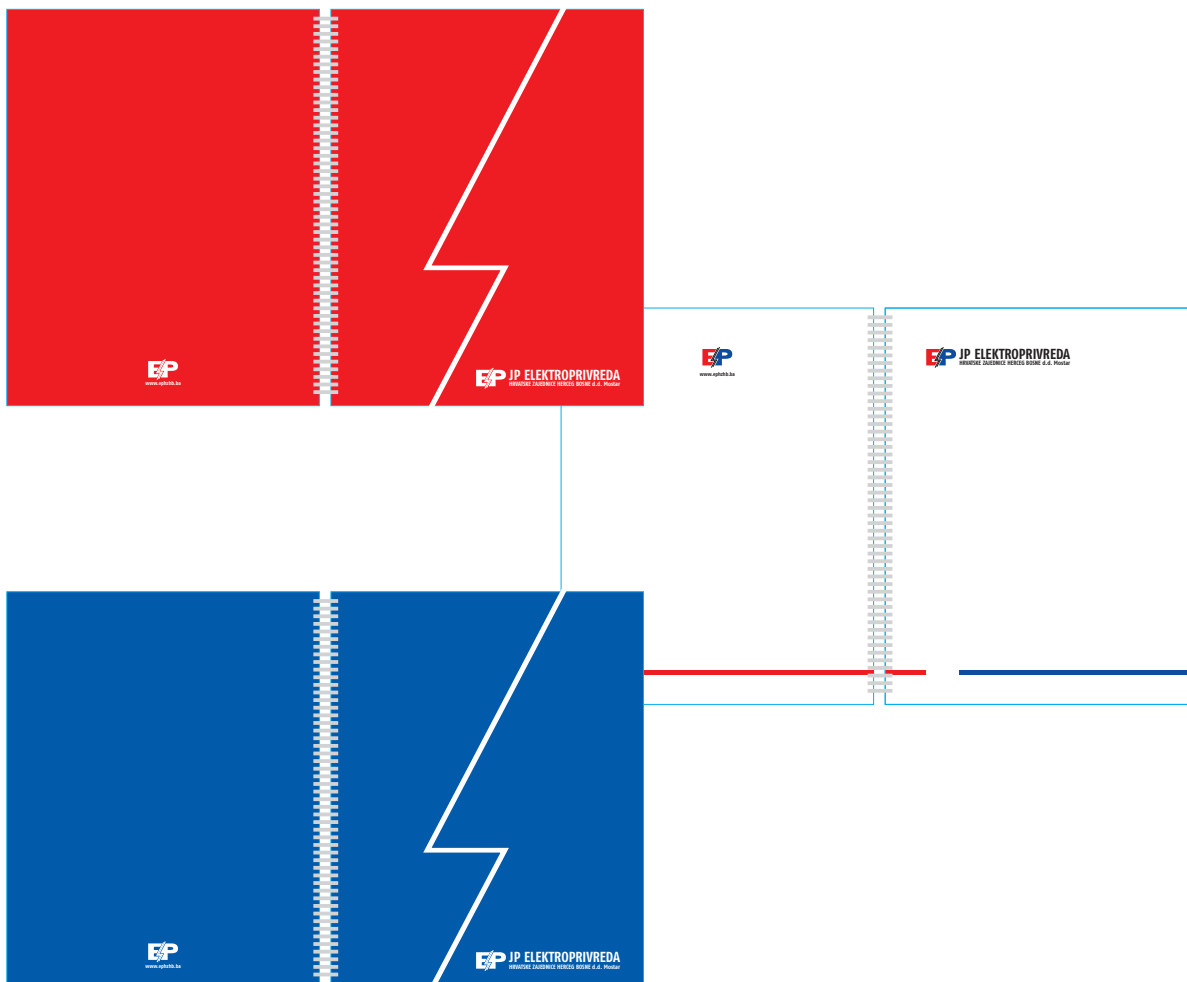 EP
www.ephzhb.ba
EP JP ELEKTROPRIVREDA
HRVATSKE ZAJEDNICE HERCEG BOSNE d.d. Mostar
EP
www.ephzhb.ba
EP JP ELEKTROPRIVREDA
HRVATSKE ZAJEDNICE HERCEG BOSNE d.d. Mostar
EP
www.ephzhb.ba
EP JP ELEKTROPRIVREDA
HRVATSKE ZAJEDNICE HERCEG BOSNE d.d. Mostar